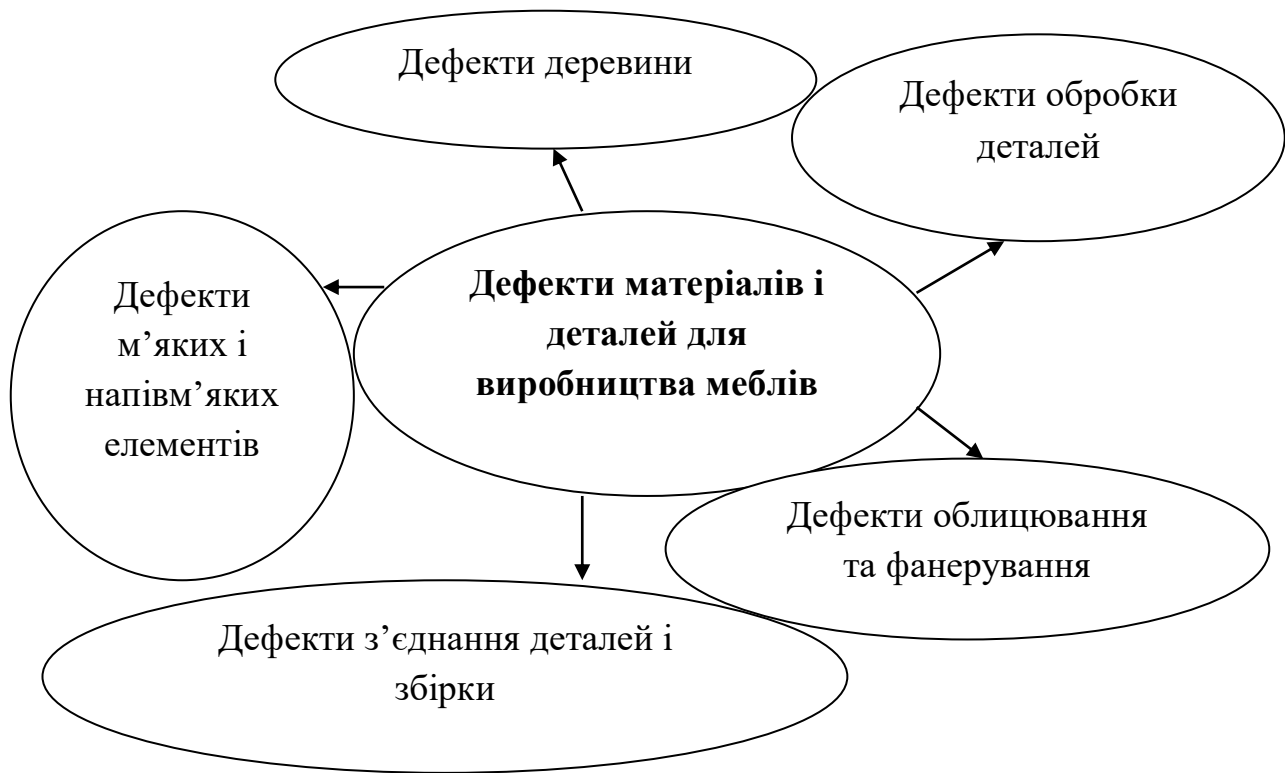 Дефекти деревини
Дефекти обробки
деталей
Дефекти матеріалів і
деталей для
виробництва меблів
Дефекти
м’яких і
напівм’яких
елементів
Дефекти облицювання
та фанерування
Дефекти з’єднання деталей і
збірки